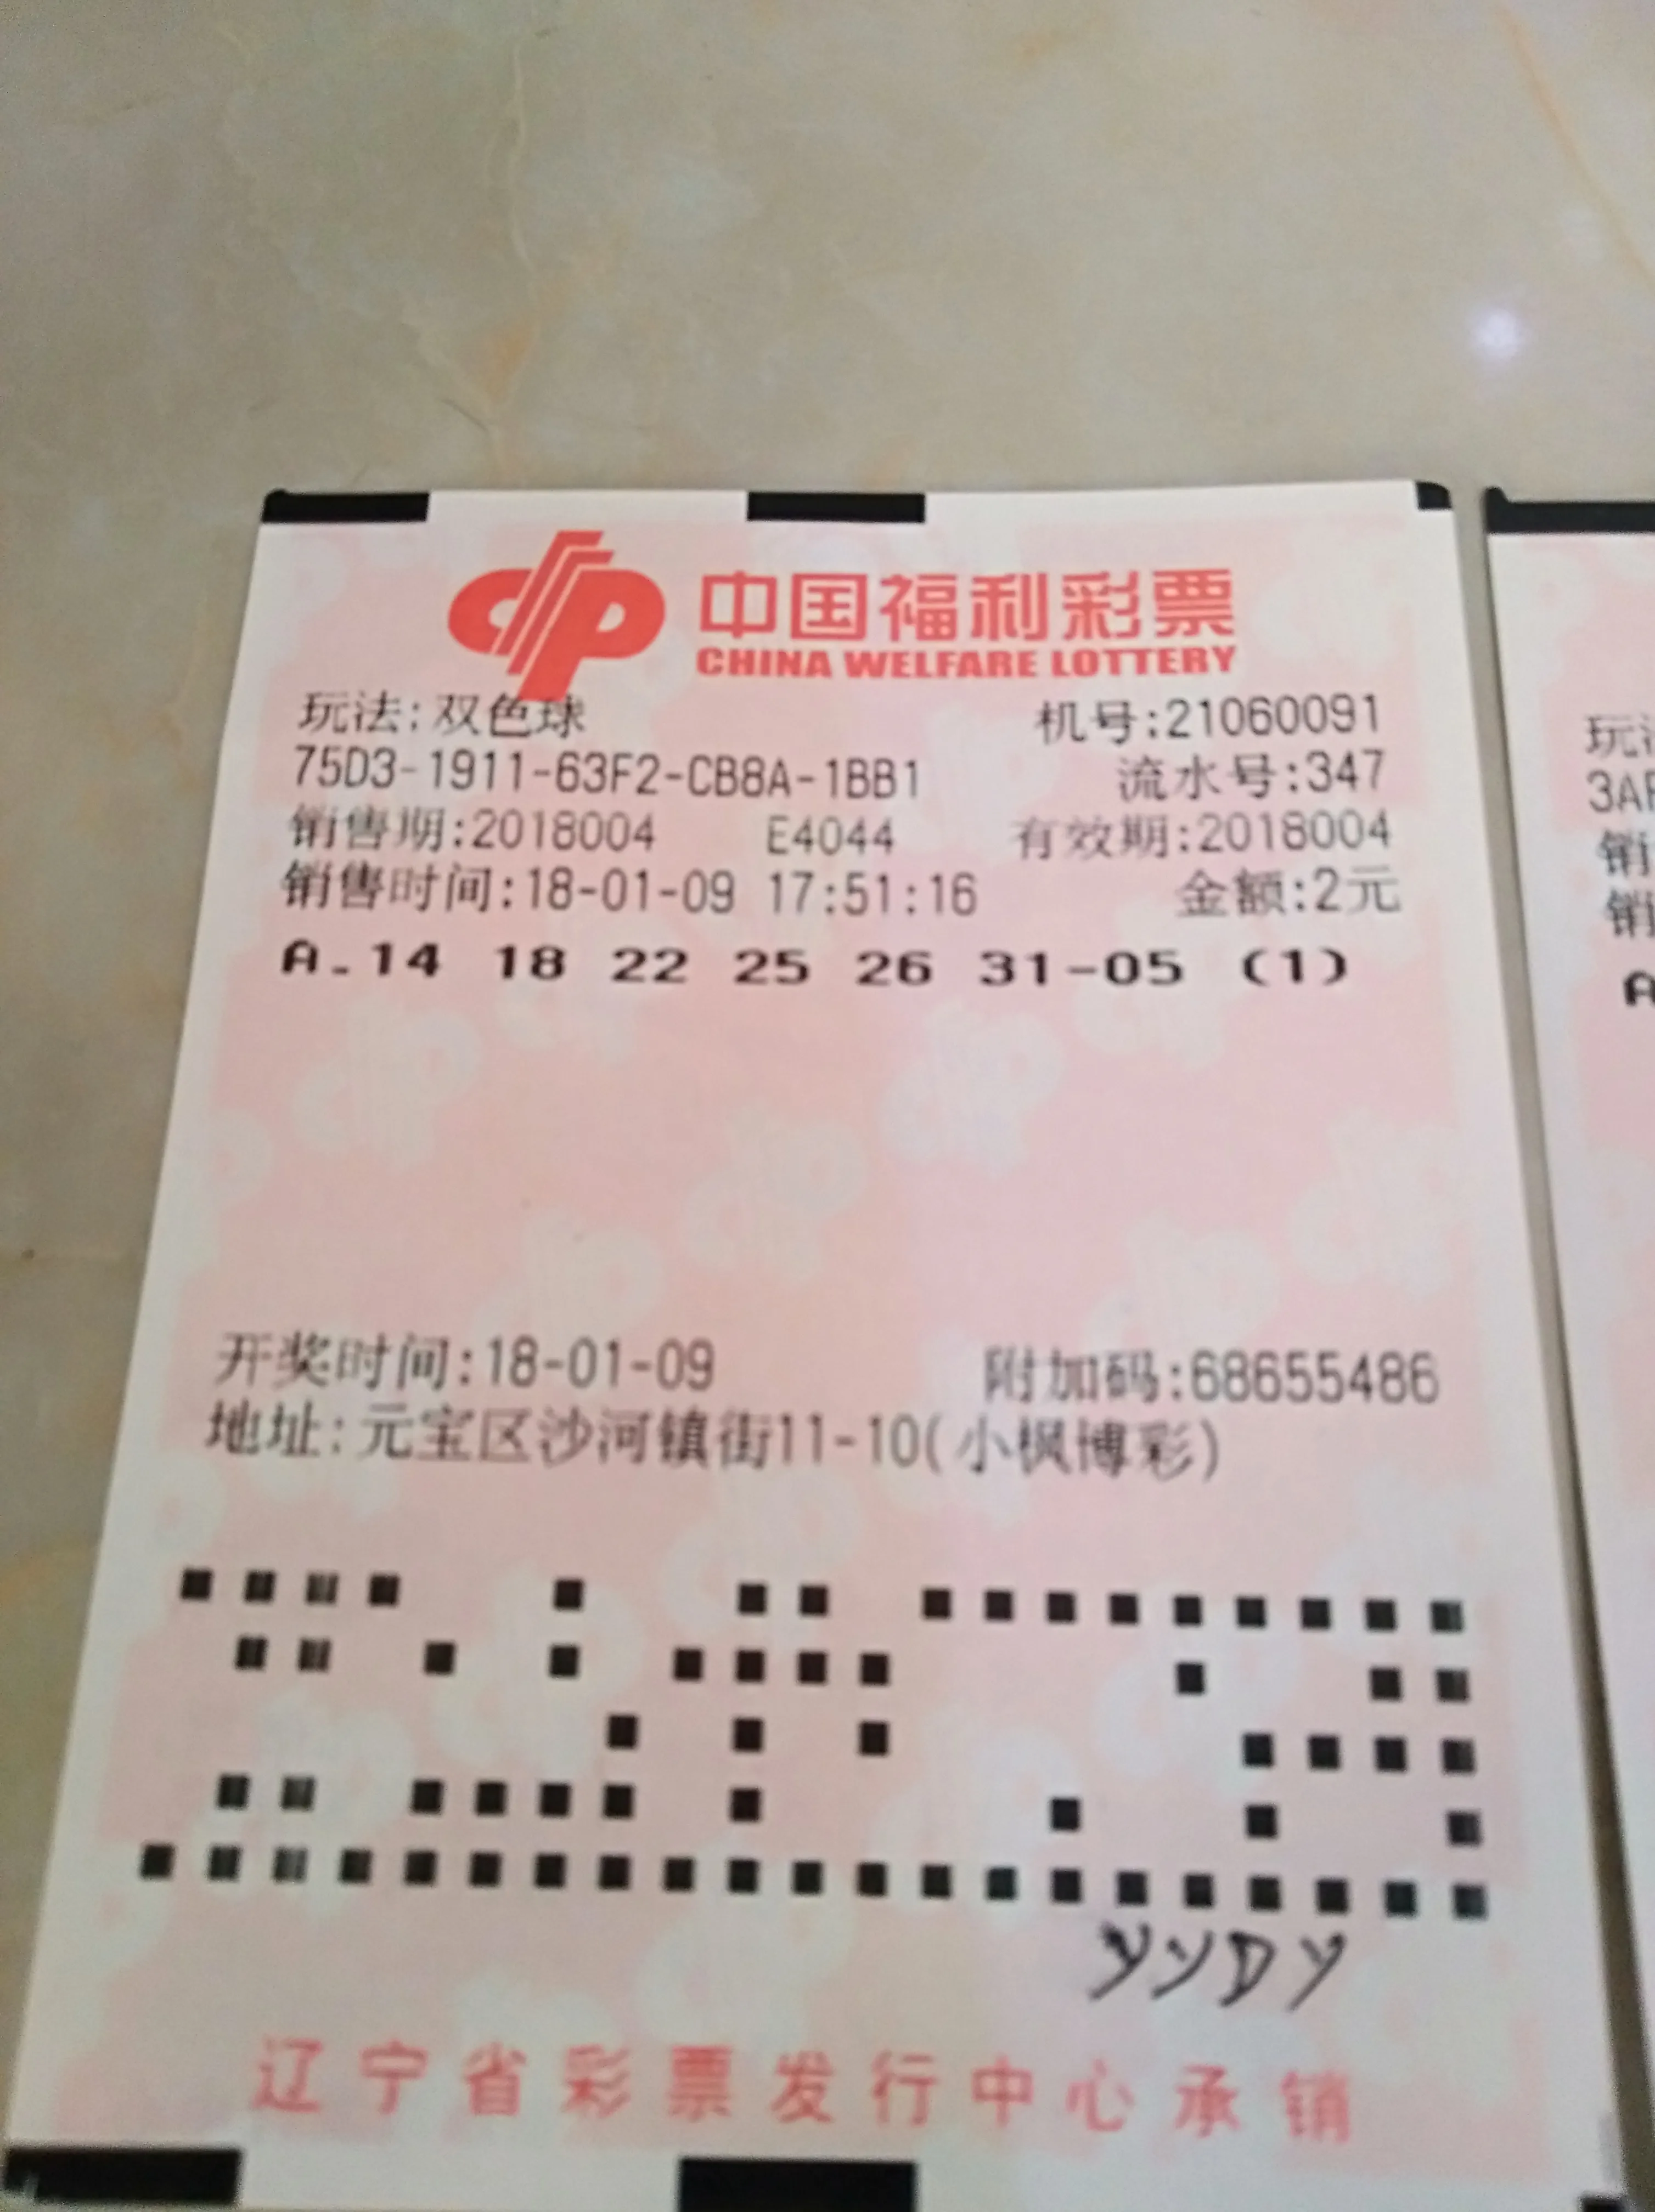 中国福利彩票
CHINA WELFARE LOTTERY
玩法:双色球 机号:21060091
75D3-1911-63F2-CB8A-1BB1 流水号:347
销售期:2018004 E4044 有效期:2018004
销售时间:18-01-09 17:51:16 金额:2元
A.14 18 22 25 26 31-05 (1)
开奖时间:18-01-09 附加码:68655486
地址:元宝区沙河镇街11-10(小枫博彩)
yyDy
辽宁省彩票发行中心承销
玩
3A
销
销
A